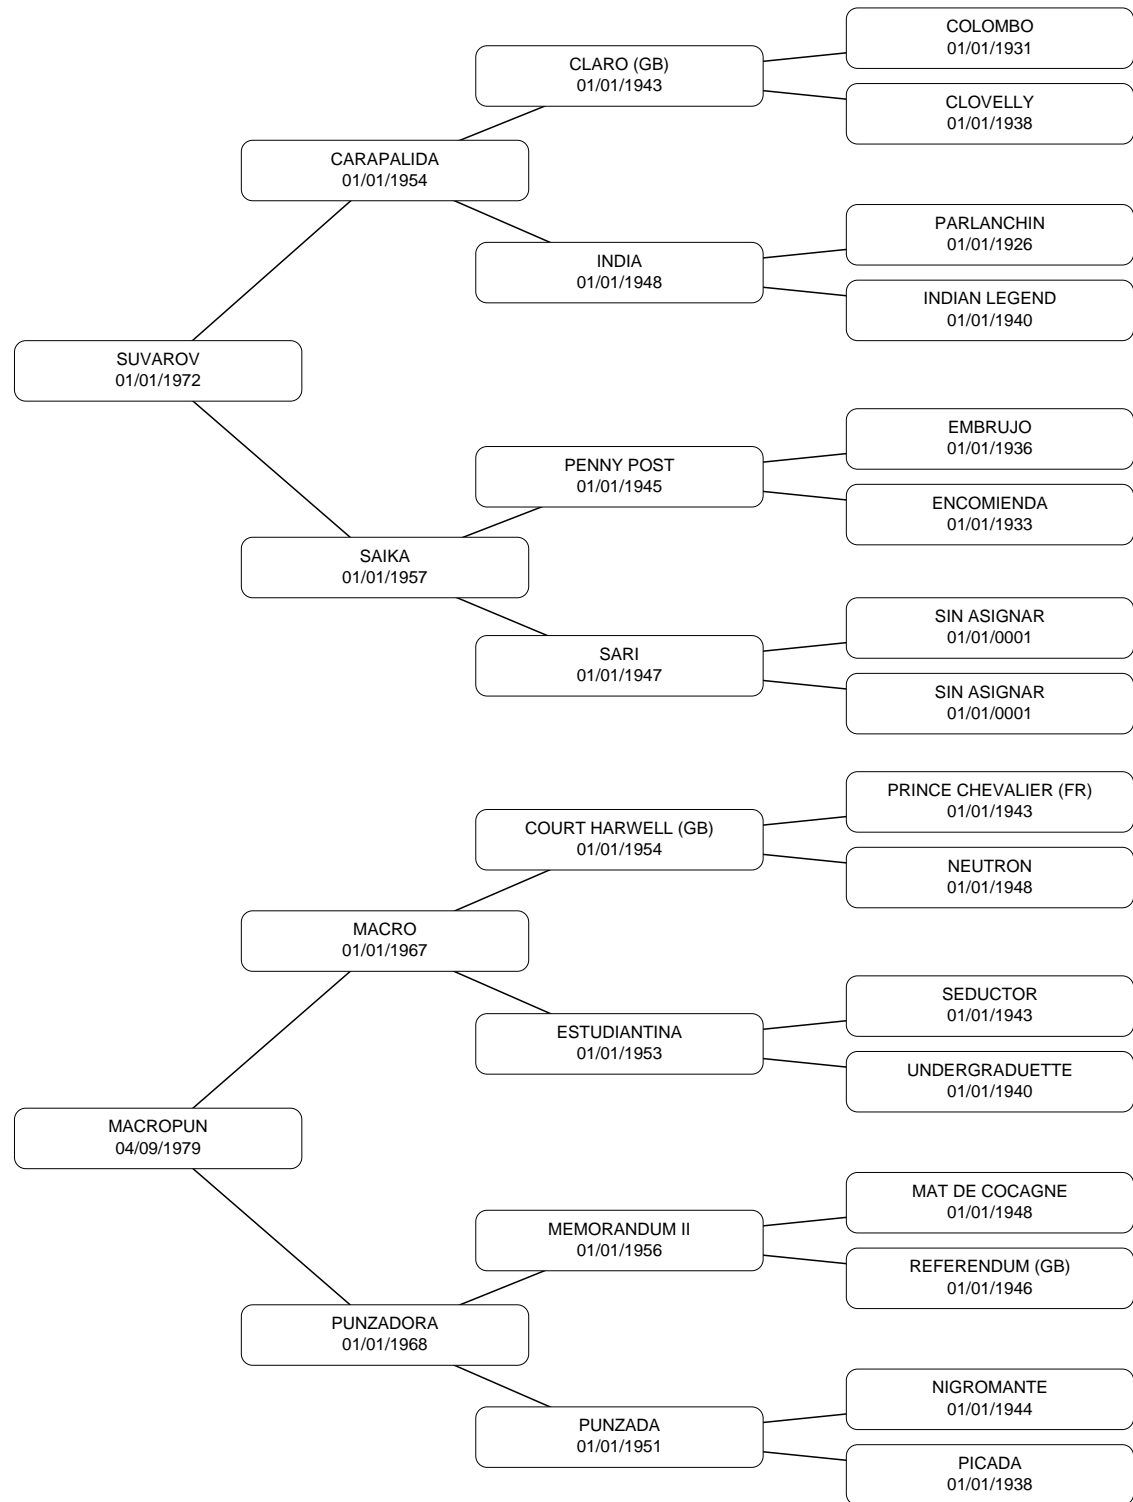 COLOMBO
01/01/1931
CLARO (GB)
01/01/1943
CLOVELLY
01/01/1938
CARAPALIDA
01/01/1954
PARLANCHIN
01/01/1926
INDIA
01/01/1948
INDIAN LEGEND
01/01/1940
SUVAROV
01/01/1972
EMBRUJO
01/01/1936
PENNY POST
01/01/1945
ENCOMIENDA
01/01/1933
SAIKA
01/01/1957
SIN ASIGNAR
01/01/0001
SARI
01/01/1947
SIN ASIGNAR
01/01/0001
PRINCE CHEVALIER (FR)
01/01/1943
COURT HARWELL (GB)
01/01/1954
NEUTRON
01/01/1948
MACRO
01/01/1967
SEDUCTOR
01/01/1943
ESTUDIANTINA
01/01/1953
UNDERGRADUETTE
01/01/1940
MACROPUN
04/09/1979
MAT DE COCAGNE
01/01/1948
MEMORANDUM II
01/01/1956
REFERENDUM (GB)
01/01/1946
PUNZADORA
01/01/1968
NIGROMANTE
01/01/1944
PUNZADA
01/01/1951
PICADA
01/01/1938